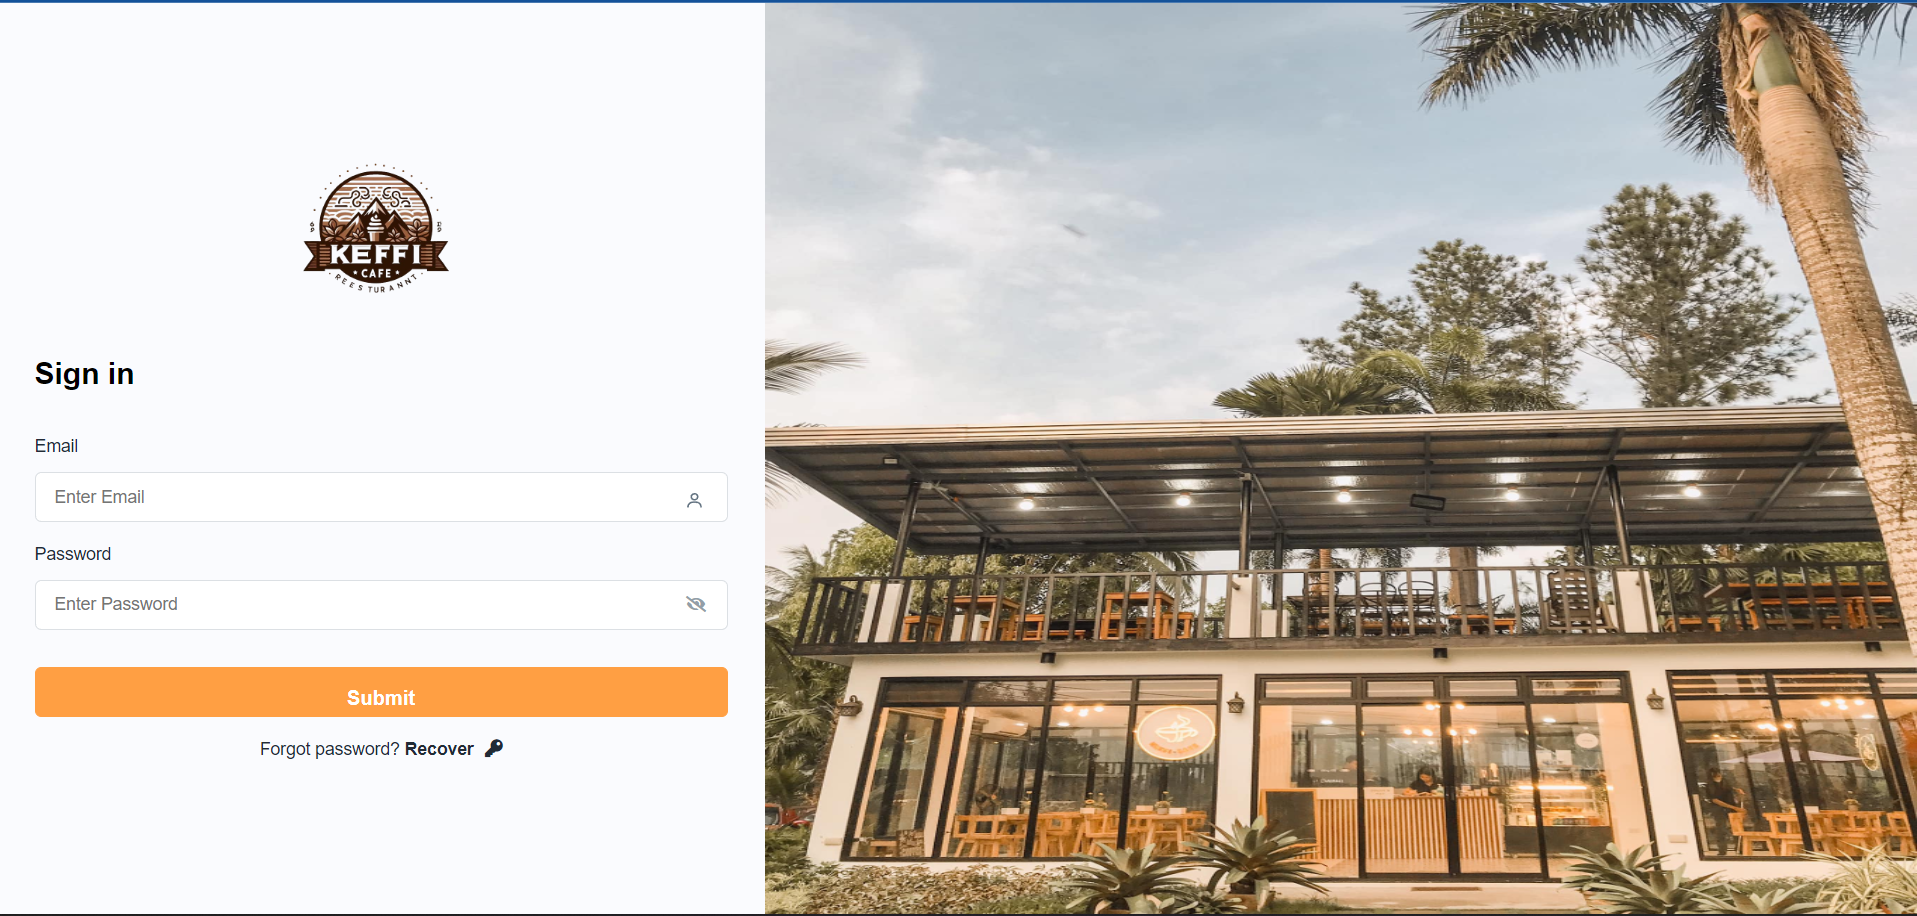 KEFFI
CAFE
REESTURANNT
Sign in
Email
Enter Email
Password
Enter Password
Submit
Forgot password? Recover